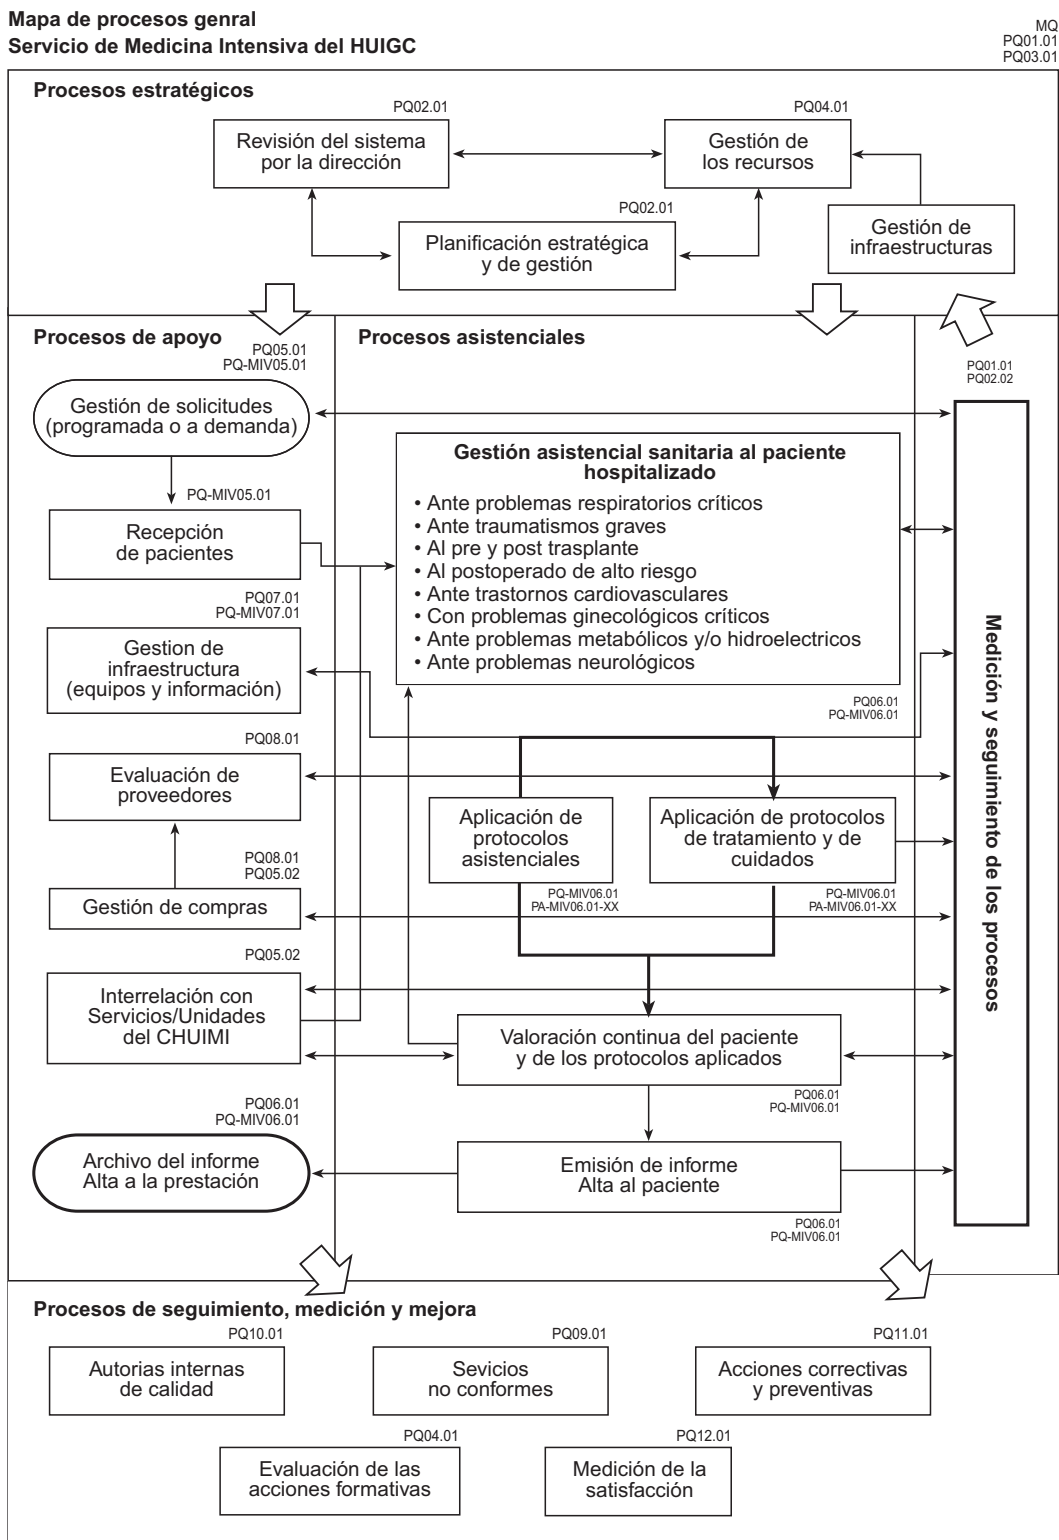 Mapa de procesos genral
Servicio de Medicina Intensiva del HUIGC
MQ
PQ01.01
PQ03.01
Procesos estratégicos
PQ02.01
Revisión del sistema
por la dirección
PQ04.01
Gestión de
los recursos
PQ02.01
Planificación estratégica
y de gestión
Gestión de
infraestructuras
Procesos de apoyo
PQ05.01
PQ-MIV05.01
Gestión de solicitudes
(programada o a demanda)
PQ-MIV05.01
Recepción
de pacientes
PQ07.01
PQ-MIV07.01
Gestion de
infraestructura
(equipos y información)
PQ08.01
Evaluación de
proveedores
PQ08.01
PQ05.02
Gestión de compras
PQ05.02
Interrelación con
Servicios/Unidades
del CHUIMI
PQ06.01
PQ-MIV06.01
Archivo del informe
Alta a la prestación
Procesos asistenciales
Gestión asistencial sanitaria al paciente
hospitalizado
• Ante problemas respiratorios críticos
• Ante traumatismos graves
• Al pre y post trasplante
• Al postoperado de alto riesgo
• Ante trastornos cardiovasculares
• Con problemas ginecológicos críticos
• Ante problemas metabólicos y/o hidroelectricos
• Ante problemas neurológicos
PQ06.01
PQ-MIV06.01
Aplicación de
protocolos
asistenciales
PQ-MIV06.01
PA-MIV06.01-XX
Aplicación de protocolos
de tratamiento y de
cuidados
PQ-MIV06.01
PA-MIV06.01-XX
Valoración continua del paciente
y de los protocolos aplicados
PQ06.01
PQ-MIV06.01
Emisión de informe
Alta al paciente
PQ06.01
PQ-MIV06.01
PQ01.01
PQ02.02
Medición y seguimiento de los procesos
Procesos de seguimiento, medición y mejora
PQ10.01
Autorias internas
de calidad
PQ09.01
Sevicios
no conformes
PQ11.01
Acciones correctivas
y preventivas
PQ04.01
Evaluación de las
acciones formativas
PQ12.01
Medición de la
satisfacción